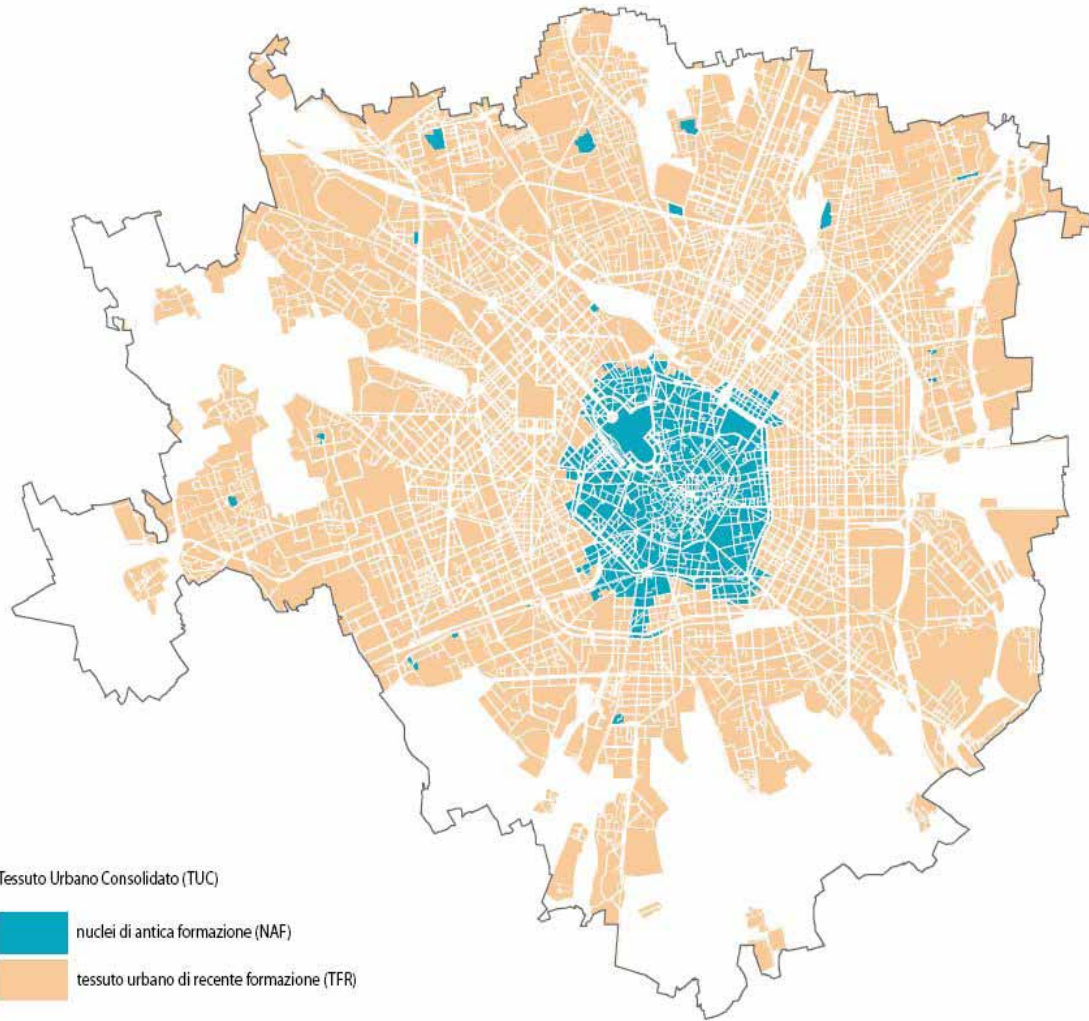 Tessuto Urbano Consolidato (TUC)
nuclei di antica formazione (NAF)
tessuto urbano di recente formazione (TFR)